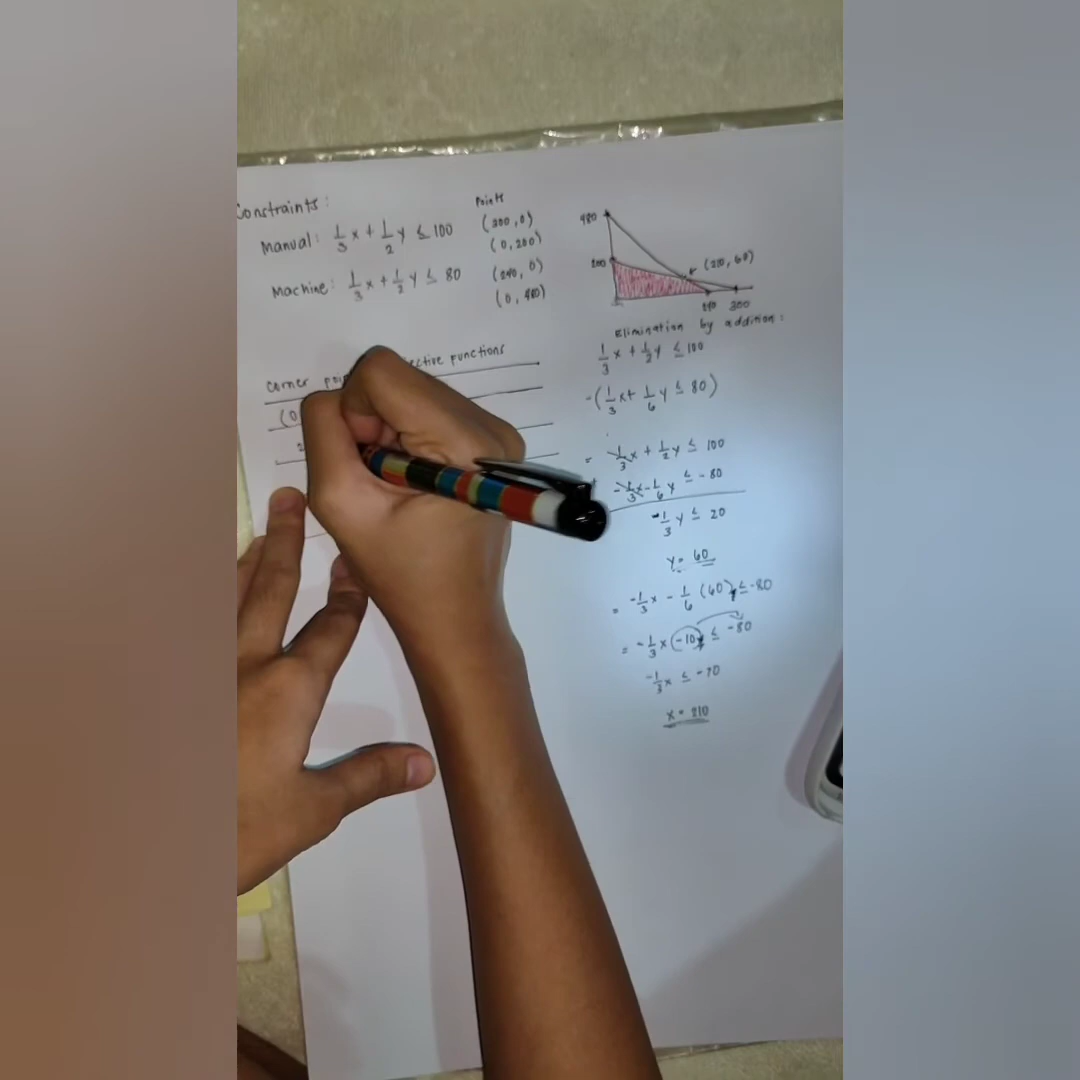 Constraints:
Manual: 1/3 x + 1/2 y ≤ 100
Machine: 1/3 x + 1/2 y ≤ 80
Points
(300, 0)
(0, 200)
(240, 0)
(0, 480)
480
200
(210, 60)
240 300
Corner functions
(0
2
Elimination by addition:
1/3 x + 1/2 y ≤ 100
-(1/3 x + 1/6 y ≤ 80)
= 1/3 x + 1/2 y ≤ 100
- 1/3 x - 1/6 y ≤ - 80
1/3 y ≤ 20
y = 60
= - 1/3 x - 1/6 (60) ≤ -80
= - 1/3 x -10 ≤ -80
- 1/3 x ≤ -70
x = 210